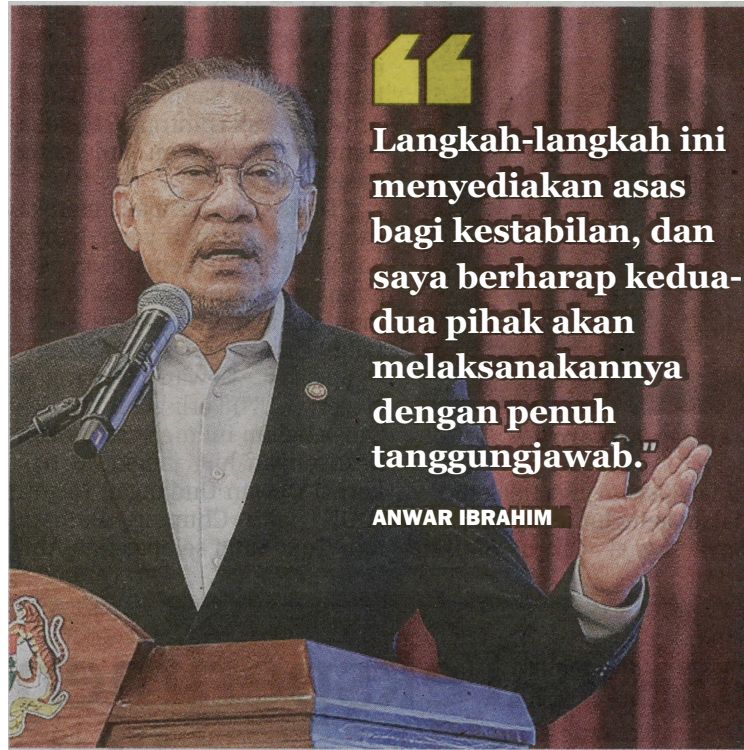 Langkah-langkah ini
menyediakan asas
bagi kestabilan, dan
saya berharap kedua-
dua pihak akan
melaksanakannya
dengan penuh
tanggungjawab."
ANWAR IBRAHIM